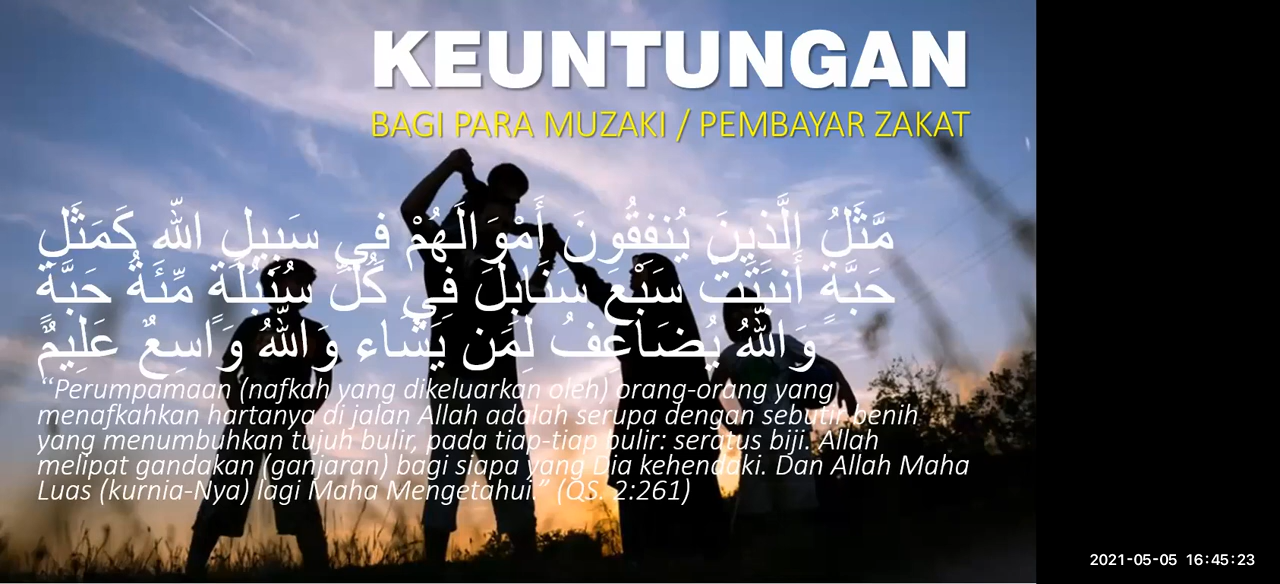 KEUNTUNGAN
BAGI PARA MUZAKI / PEMBAYAR ZAKAT
مَّثَلُ الَّذِينَ يُنفِقُونَ أَمْوَالَهُمْ فِي سَبِيلِ اللّهِ كَمَثَلِ
حَبَّةٍ أَنبَتَتْ سَبْعَ سَنَابِلَ فِي كُلِّ سُنبُلَةٍ مِّئَةُ حَبَّةٍ
وَاللّهُ يُضَاعِفُ لِمَن يَشَاء وَاللّهُ وَاسِعٌ عَلِيمٌ
“Perumpamaan (nafkah yang dikeluarkan oleh) orang-orang yang
menafkahkan hartanya di jalan Allah adalah serupa dengan sebutir benih
yang menumbuhkan tujuh bulir, pada tiap-tiap bulir: seratus biji. Allah
melipat gandakan (ganjaran) bagi siapa yang Dia kehendaki. Dan Allah Maha
Luas (kurnia-Nya) lagi Maha Mengetahui.” (QS. 2:261)
2021-05-05 16:45:23